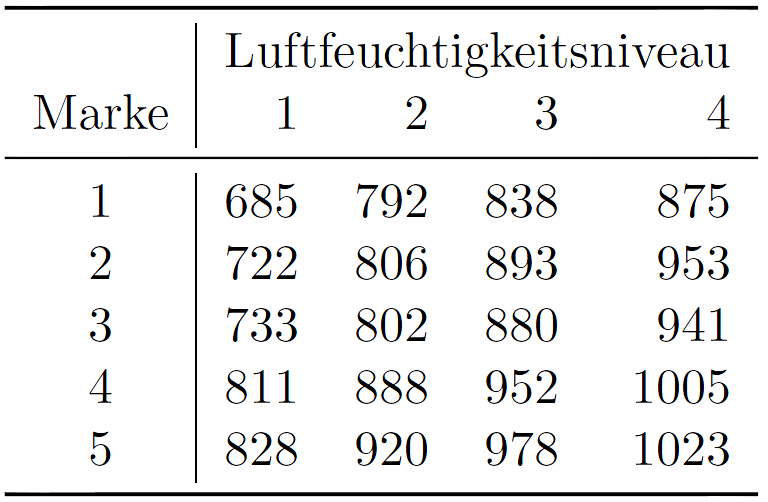 Luftfeuchtigkeitsniveau
Marke 1 2 3 4
1 685 792 838 875
2 722 806 893 953
3 733 802 880 941
4 811 888 952 1005
5 828 920 978 1023